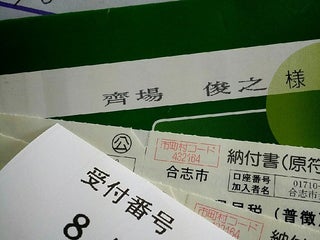 齊場 俊之 様
公
市町村コード
432164
納付書(原符
合志市
口座番号
01710-
加入者名
合志市
受付番号
8
市町村コード
民税(普徴
納付